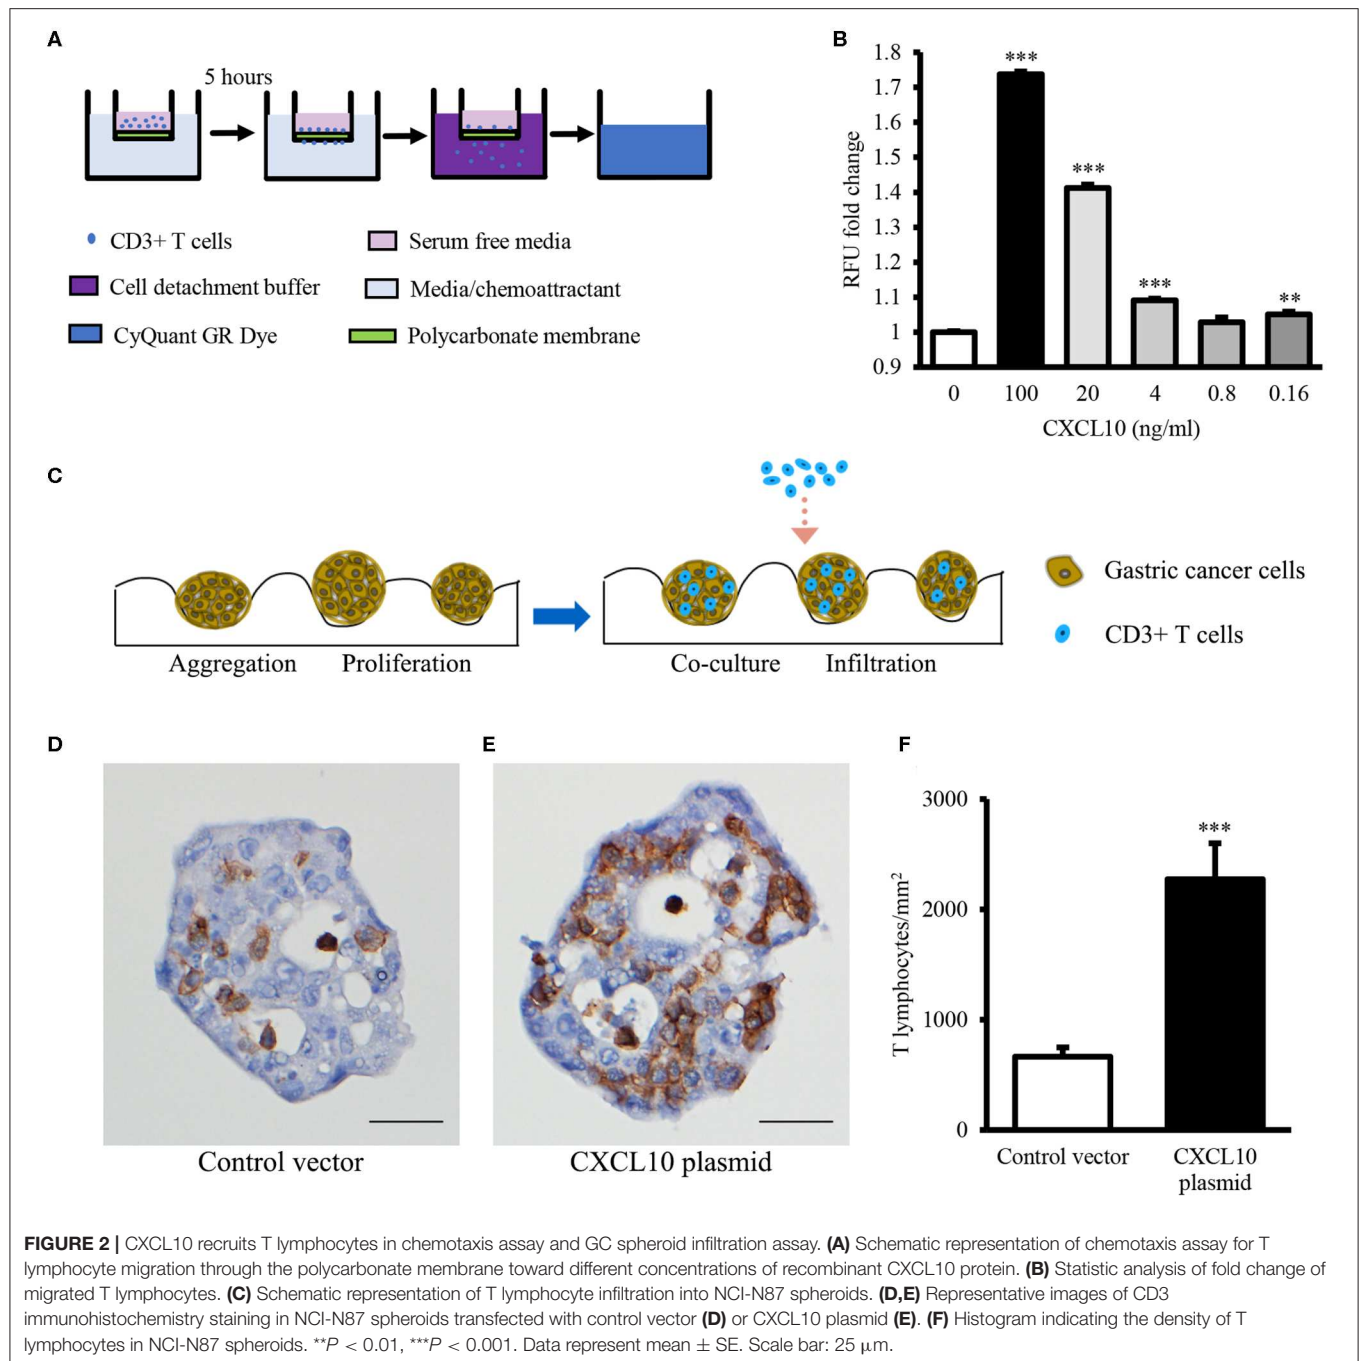 A
5 hours
CD3+ T cells
Serum free media
Cell detachment buffer
Media/chemoattractant
CyQuant GR Dye
Polycarbonate membrane
B
RFU fold change
1.8
1.7
1.6
1.5
1.4
1.3
1.2
1.1
1
0.9
***
***
***
**
0
100
20
4
0.8
0.16
CXCL10 (ng/ml)
C
Aggregation
Proliferation
Co-culture
Infiltration
Gastric cancer cells
CD3+ T cells
D
Control vector
E
CXCL10 plasmid
F
T lymphocytes/mm²
3000
2000
1000
0
***
Control vector
CXCL10
plasmid
FIGURE 2 | CXCL10 recruits T lymphocytes in chemotaxis assay and GC spheroid infiltration assay. (A) Schematic representation of chemotaxis assay for T
lymphocyte migration through the polycarbonate membrane toward different concentrations of recombinant CXCL10 protein. (B) Statistic analysis of fold change of
migrated T lymphocytes. (C) Schematic representation of T lymphocyte infiltration into NCI-N87 spheroids. (D,E) Representative images of CD3
immunohistochemistry staining in NCI-N87 spheroids transfected with control vector (D) or CXCL10 plasmid (E). (F) Histogram indicating the density of T
lymphocytes in NCI-N87 spheroids. **P < 0.01, ***P < 0.001. Data represent mean ± SE. Scale bar: 25 μm.